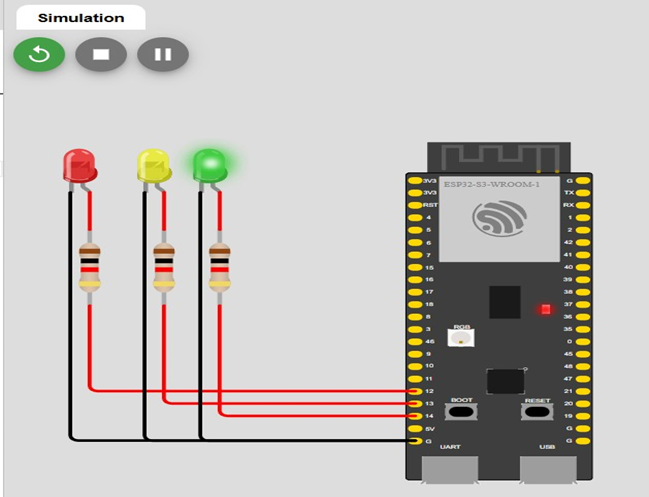 Simulation
ESP32-S3-WROOM-1
3V3
3V3
RST
4
5
6
7
15
16
17
18
8
3
46
9
10
11
12
13
14
5V
G
G
TX
RX
1
2
42
41
40
39
38
37
36
35
0
45
48
47
21
20
19
G
G
RGB
BOOT
RESET
UART
USB